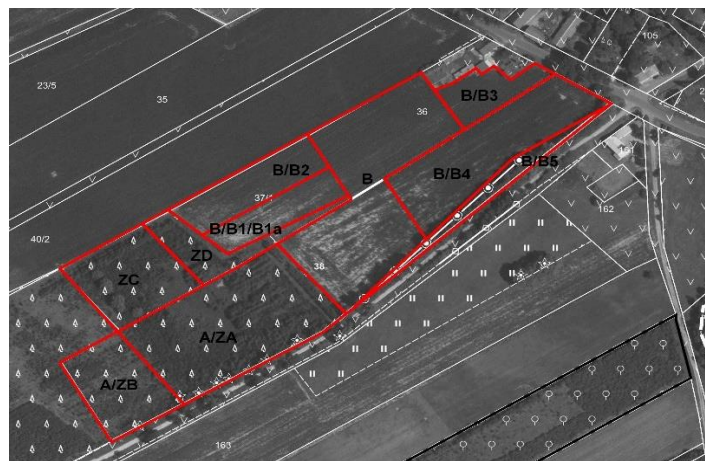 105
23/5
35
B/B3
36
B/B2
B
B/B4
B/B5
162
37/
40/2
B/B1/B1a
ZD
ZC
38
A/ZA
A/ZB
163